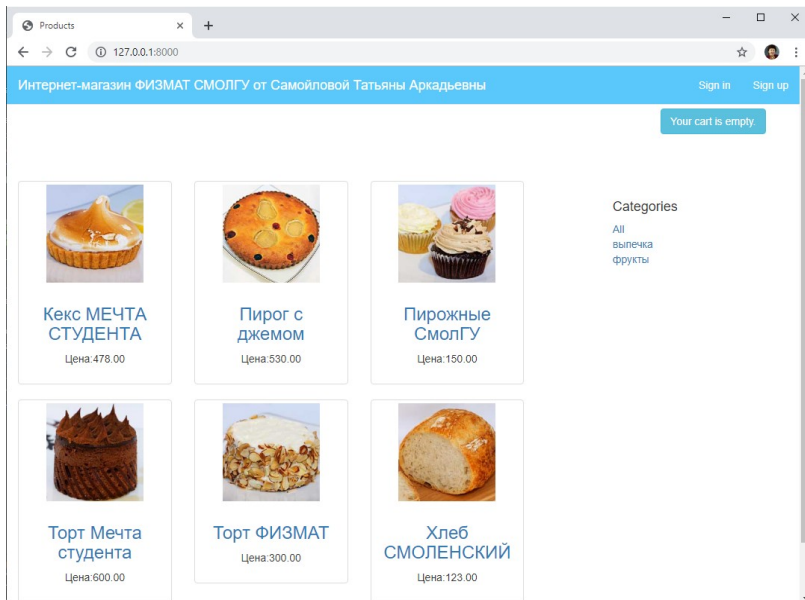 Products
127.0.0.1:8000
Интернет-магазин ФИЗМАТ СМОЛГУ от Самойловой Татьяны Аркадьевны
Sign in
Sign up
Your cart is empty.
Кекс МЕЧТА
СТУДЕНТА
Цена:478.00
Пирог с
джемом
Цена:530.00
Пирожные
СмолГУ
Цена:150.00
Categories
All
выпечка
фрукты
Торт Мечта
студента
Цена:600.00
Торт ФИЗМАТ
Цена:300.00
Хлеб
СМОЛЕНСКИЙ
Цена:123.00